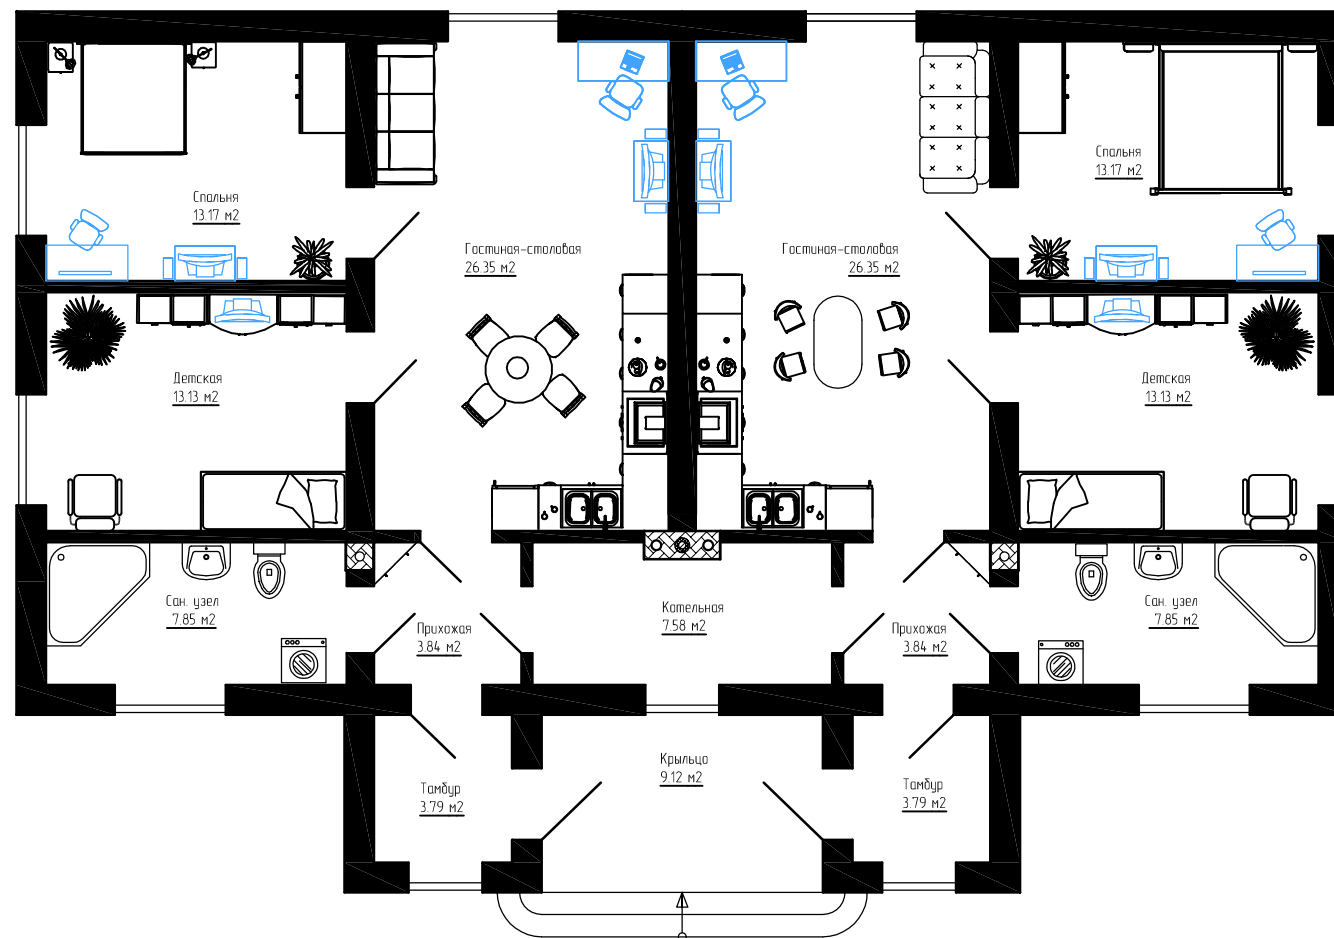 Спальня
13.17 м2
Гостиная-столовая
26.35 м2
Гостиная-столовая
26.35 м2
Спальня
13.17 м2
Детская
13.13 м2
Детская
13.13 м2
Сан. узел
7.85 м2
Прихожая
3.84 м2
Котельная
7.58 м2
Прихожая
3.84 м2
Сан. узел
7.85 м2
Тамбур
3.79 м2
Крыльцо
9.12 м2
Тамбур
3.79 м2